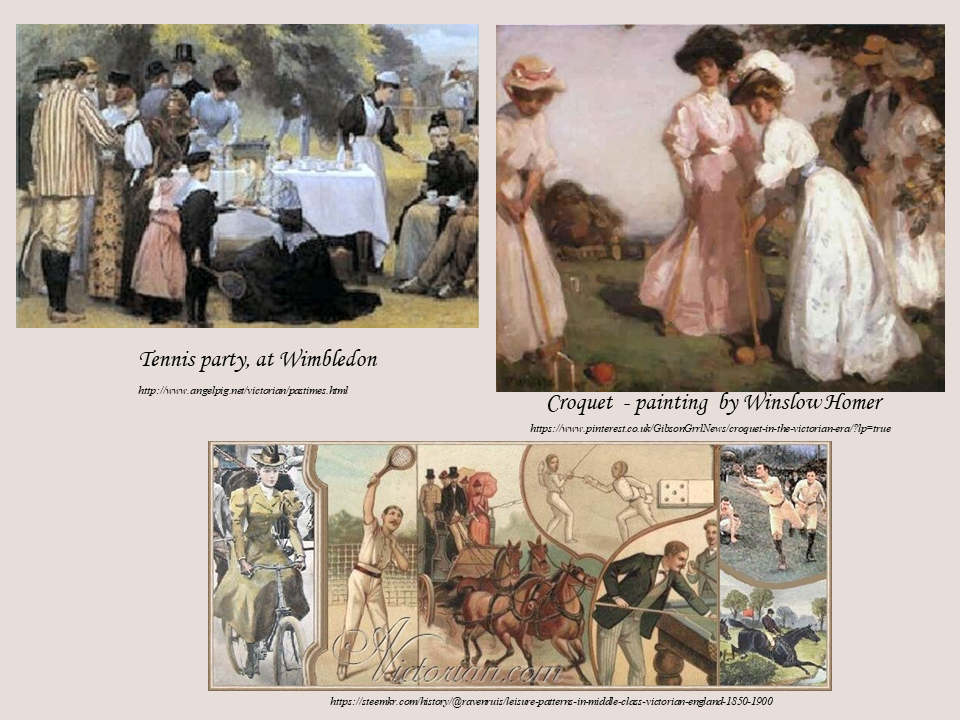 Tennis party, at Wimbledon
http://www.angelpig.net/victorian/pastimes.html
Croquet - painting by Winslow Homer
https://www.pinterest.co.uk/GibsonGrrlNews/croquet-in-the-victorian-era/?lp=true
AVictorian.com
https://steemkr.com/history/@ravenruis/leisure-patterns-in-middle-class-victorian-england-1850-1900